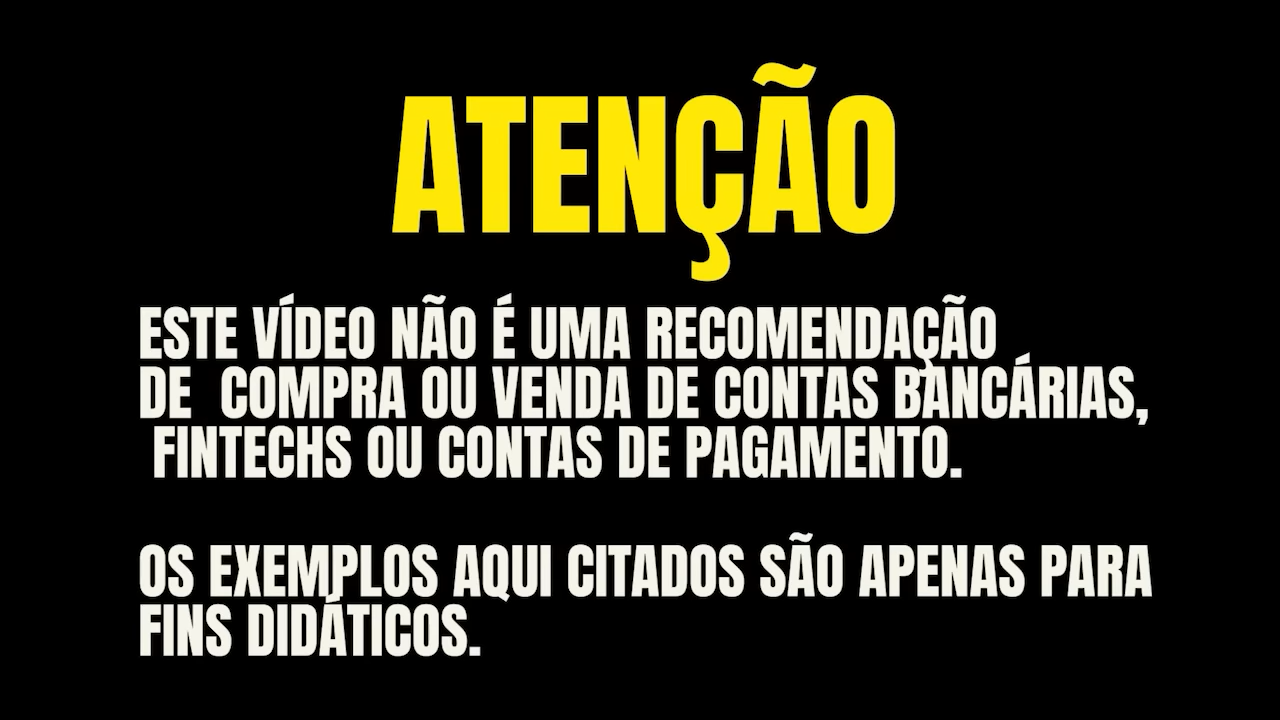 ATENÇÃO
ESTE VÍDEO NÃO É UMA RECOMENDAÇÃO
DE COMPRA OU VENDA DE CONTAS BANCÁRIAS,
FINTECHS OU CONTAS DE PAGAMENTO.
OS EXEMPLOS AQUI CITADOS SÃO APENAS PARA
FINS DIDÁTICOS.